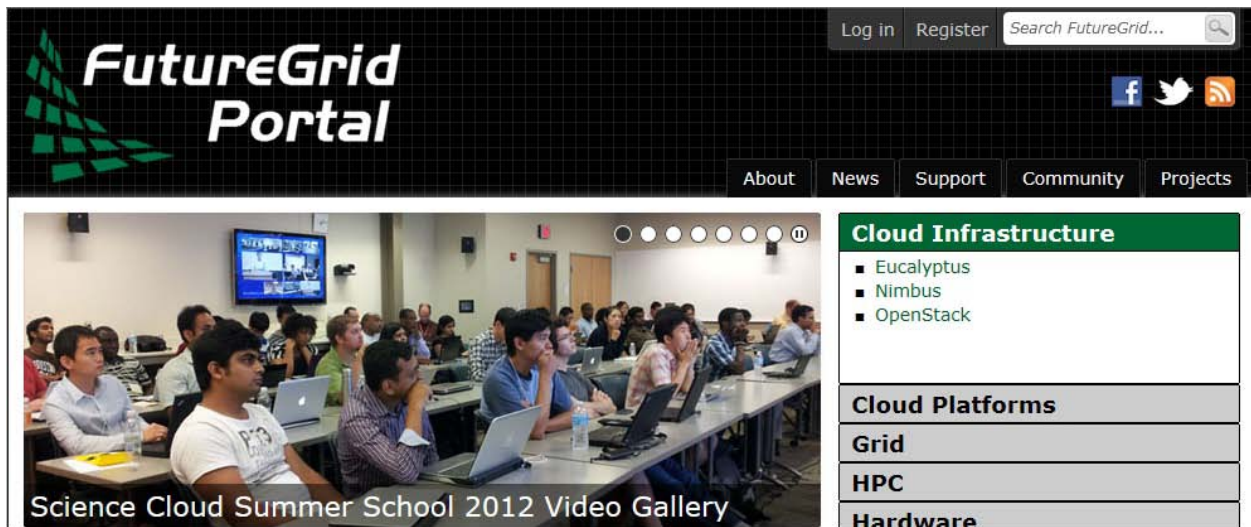 FutureGrid
Portal
Log in Register Search FutureGrid...
About News Support Community Projects
Science Cloud Summer School 2012 Video Gallery
Cloud Infrastructure
Eucalyptus
Nimbus
OpenStack
Cloud Platforms
Grid
HPC
Hardware